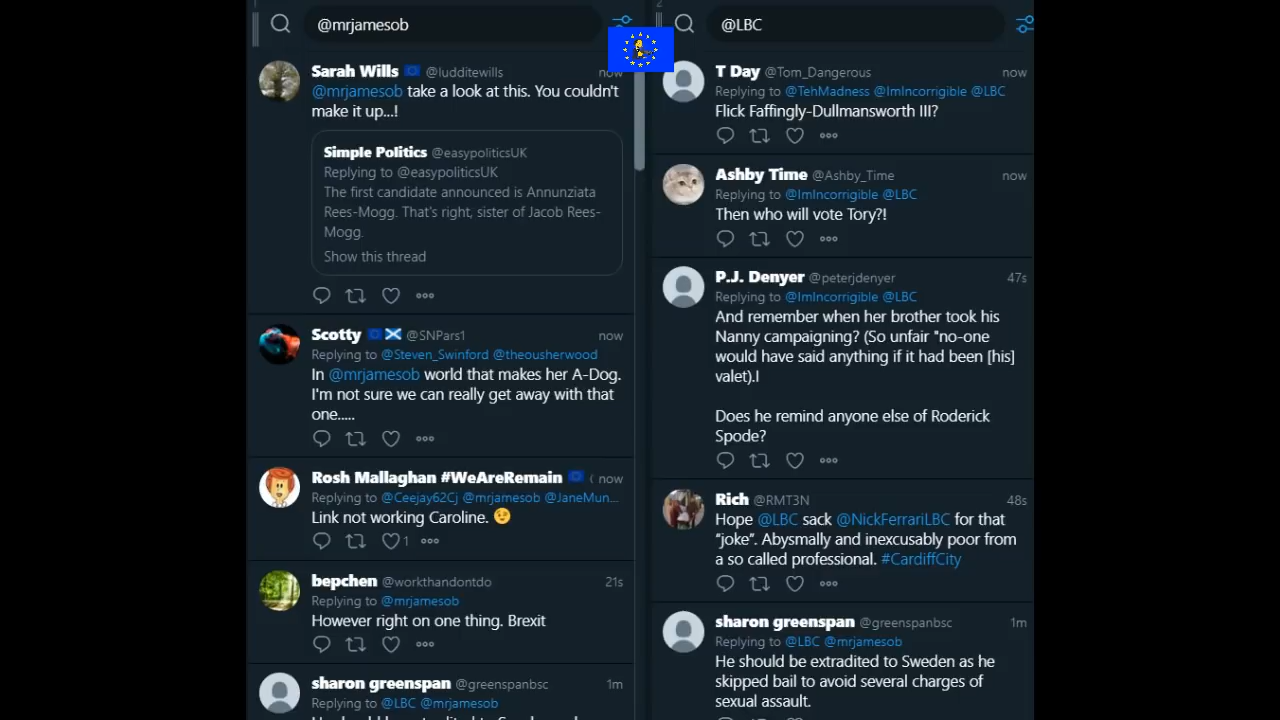 @mrjamesob
Sarah Wills @ludditewills now
@mrjamesob take a look at this. You couldn't
make it up...!
Simple Politics @easypoliticsUK
Replying to @easypoliticsUK
The first candidate announced is Annunziata
Rees-Mogg. That's right, sister of Jacob Rees-
Mogg.
Show this thread
Scotty @SNPars1 now
Replying to @Steven_Swinford @theousherwood
In @mrjamesob world that makes her A-Dog.
I'm not sure we can really get away with that
one.....
Rosh Mallaghan #WeAreRemain ( now
Replying to @Ceejay62Cj @mrjamesob @JaneMun...
Link not working Caroline.
1
bepchen @workthandontdo 21s
Replying to @mrjamesob
However right on one thing. Brexit
sharon greenspan @greenspanbsc 1m
Replying to @LBC @mrjamesob
2
@LBC
T Day @Tom_Dangerous now
Replying to @TehMadness @ImIncorrigible @LBC
Flick Faffingly-Dullmansworth III?
Ashby Time @Ashby_Time now
Replying to @ImIncorrigible @LBC
Then who will vote Tory?!
P.J. Denyer @peterjdenyer 47s
Replying to @ImIncorrigible @LBC
And remember when her brother took his
Nanny campaigning? (So unfair "no-one
would have said anything if it had been [his]
valet).I
Does he remind anyone else of Roderick
Spode?
Rich @RMT3N 48s
Hope @LBC sack @NickFerrariLBC for that
“joke”. Abysmally and inexcusably poor from
a so called professional. #CardiffCity
sharon greenspan @greenspanbsc 1m
Replying to @LBC @mrjamesob
He should be extradited to Sweden as he
skipped bail to avoid several charges of
sexual assault.